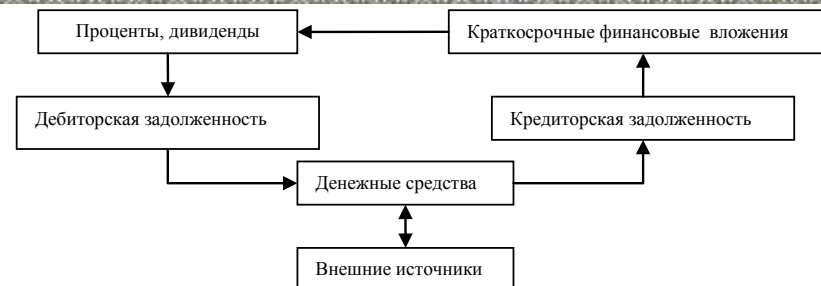 Проценты, дивиденды
Краткосрочные финансовые вложения
Дебиторская задолженность
Кредиторская задолженность
Денежные средства
Внешние источники